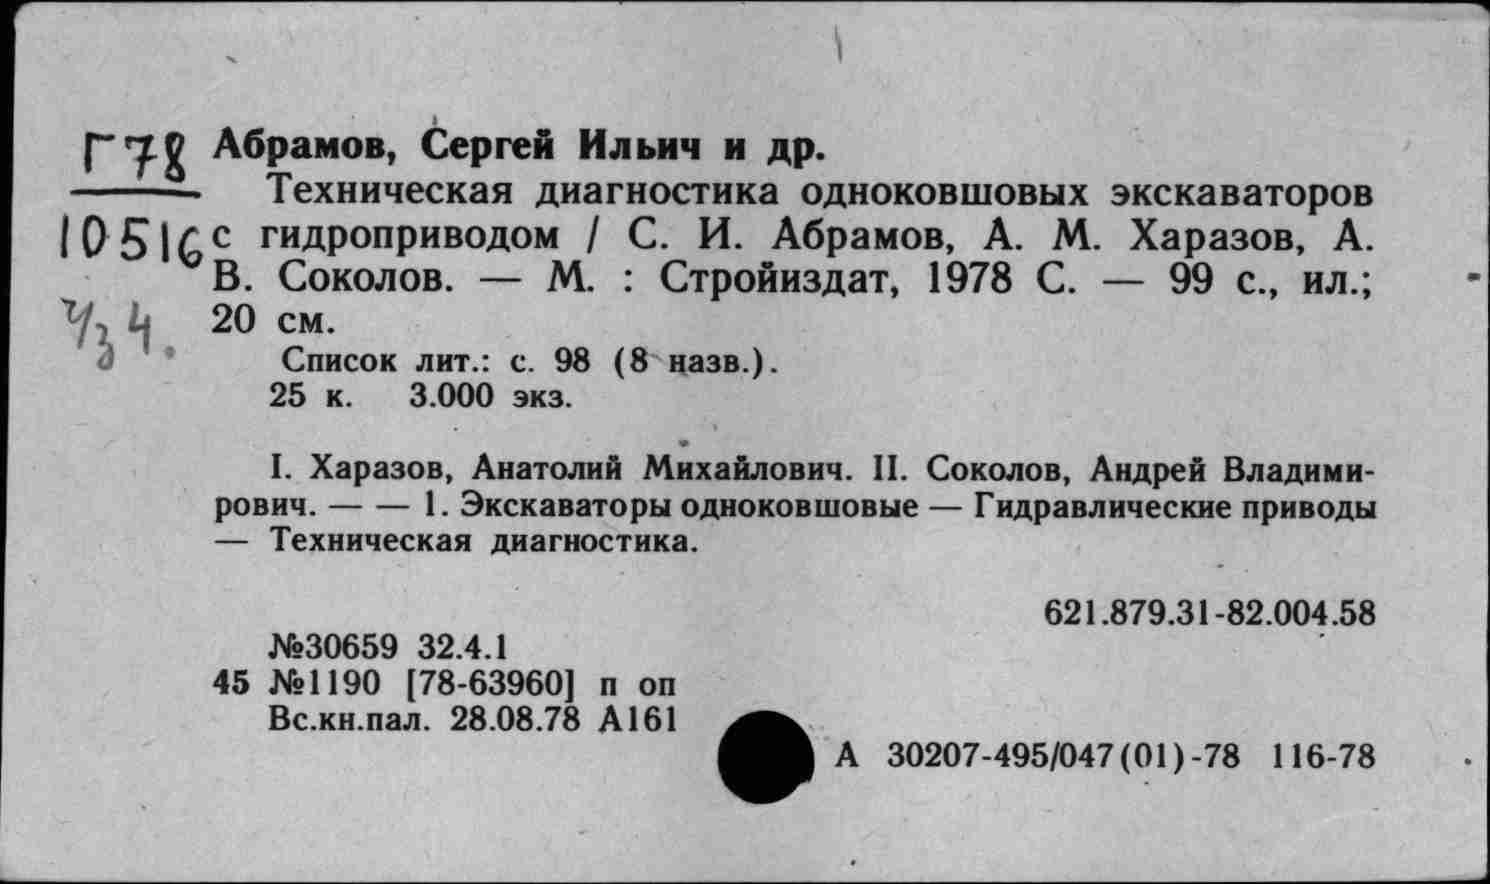 Г78
10516
Ч/з 4.
Абрамов, Сергей Ильич и др.
Техническая диагностика одноковшовых экскаваторов
с гидроприводом / С. И. Абрамов, А. М. Харазов, А.
В. Соколов. — М. : Стройиздат, 1978 С. — 99 с., ил.;
20 см.
Список лит.: с. 98 (8 назв.).
25 к. 3.000 экз.
I. Харазов, Анатолий Михайлович. II. Соколов, Андрей Владими-
рович. — — 1. Экскаваторы одноковшовые — Гидравлические приводы
— Техническая диагностика.
621.879.31-82.004.58
№30659 32.4.1
45 №1190 [78-63960] п оп
Вс.кн.пал. 28.08.78 А161
А 30207-495/047(01)-78 116-78